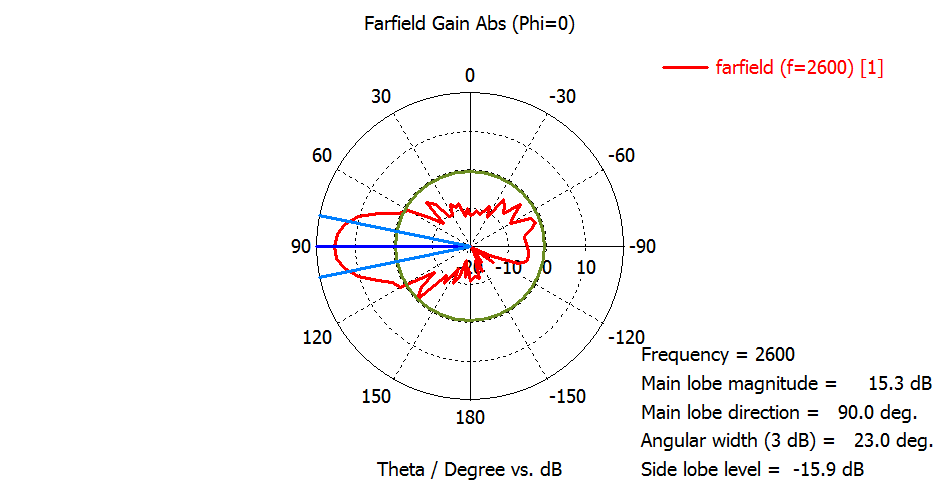 Farfield Gain Abs (Phi=0)
farfield (f=2600) [1]
0
30
-30
60
-60
90
-90
-20
-10
0
10
120
-120
150
-150
180
Frequency = 2600
Main lobe magnitude = 15.3 dB
Main lobe direction = 90.0 deg.
Angular width (3 dB) = 23.0 deg.
Side lobe level = -15.9 dB
Theta / Degree vs. dB